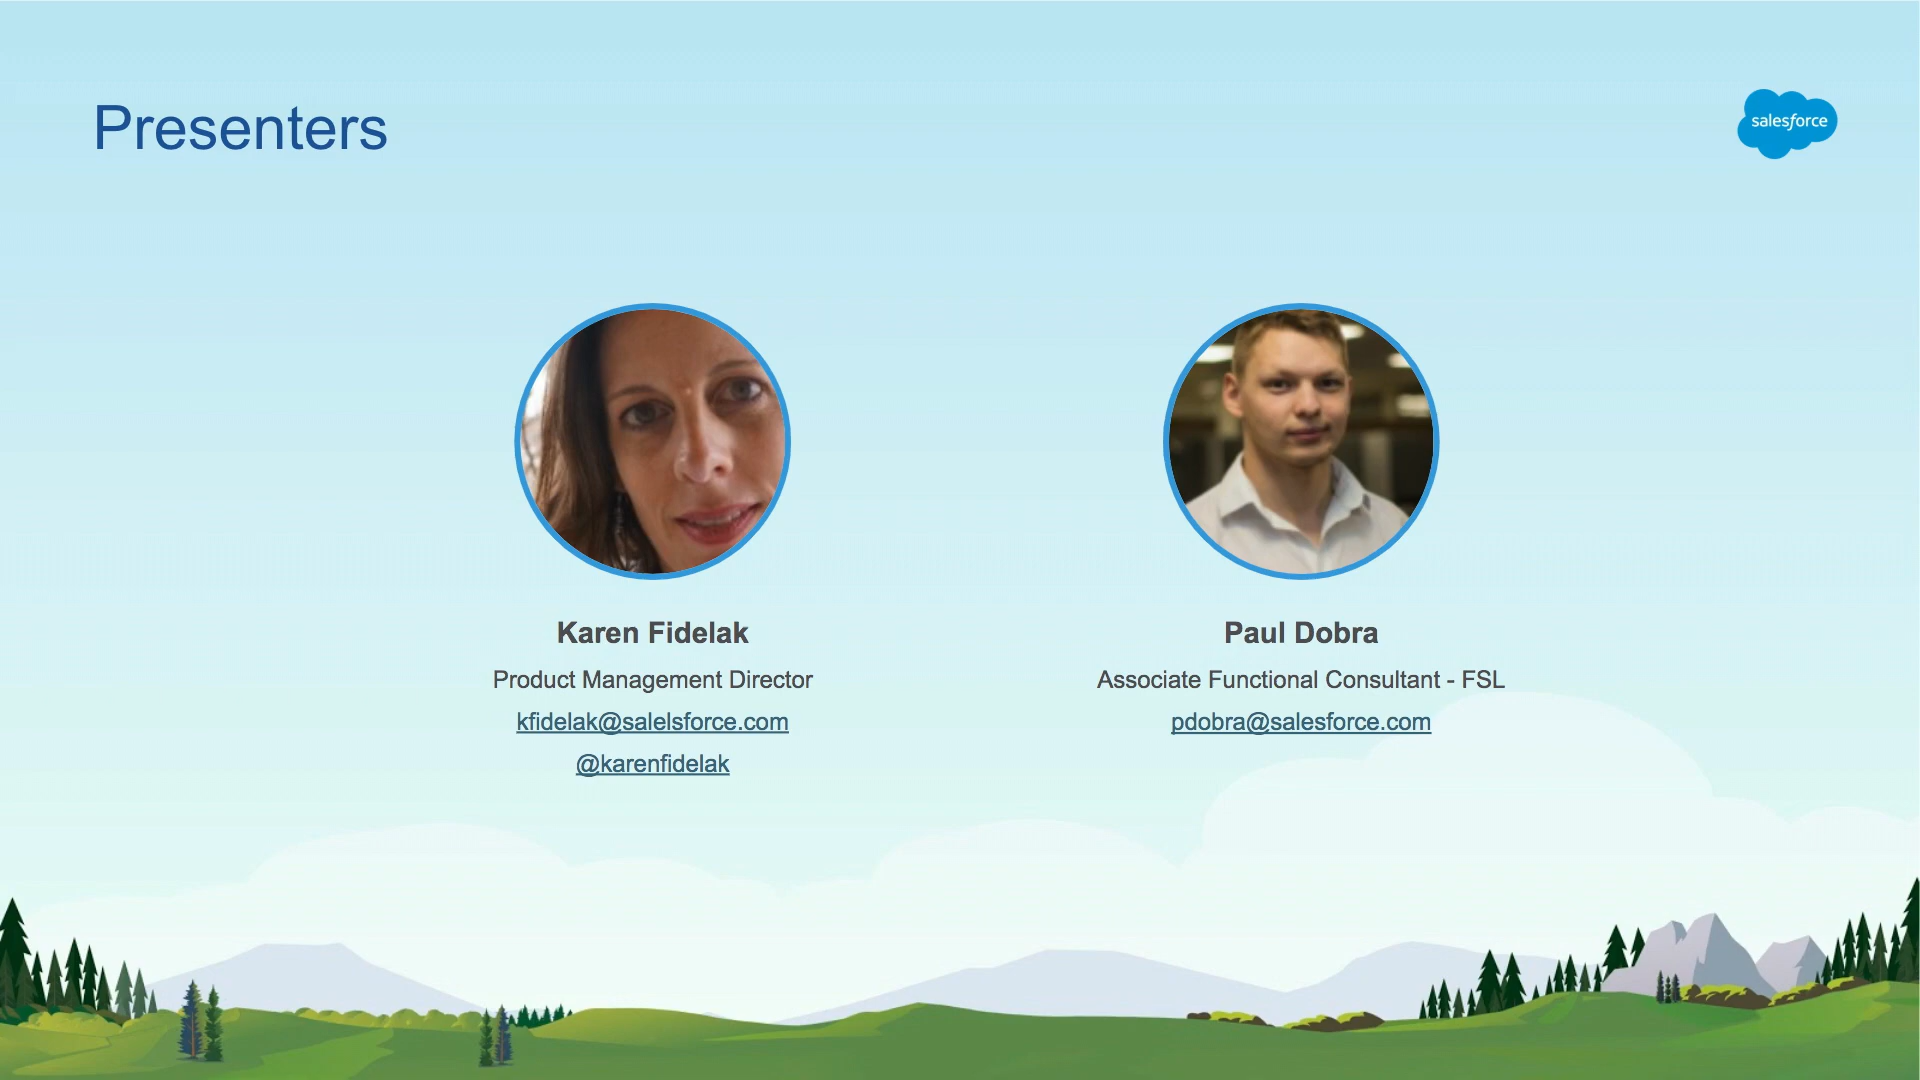 Presenters
salesforce
Karen Fidelak
Product Management Director
kfidelak@salelsforce.com
@karenfidelak
Paul Dobra
Associate Functional Consultant - FSL
pdobra@salesforce.com